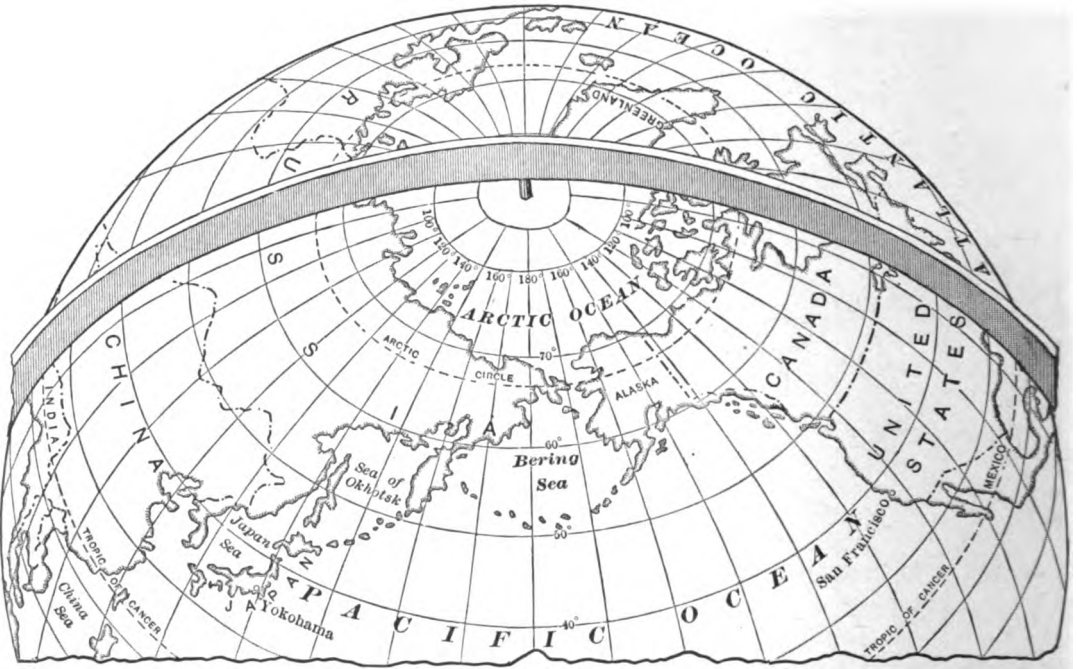 ATLANTIC OCEAN
GREENLAND
RUSSIA
100° 120° 140° 160° 180° 160° 140° 120° 100°
ARCTIC OCEAN
70°
ARCTIC CIRCLE
ALASKA
CANADA
UNITED
STATES
CHINA
INDIA
60°
Bering
Sea
Sea of
Okhotsk
MEXICO
50°
Japan
Sea
JAPAN
Yokohama
San Francisco
TROPIC OF CANCER
TROPIC OF CANCER
China
Sea
40°
PACIFIC OCEAN